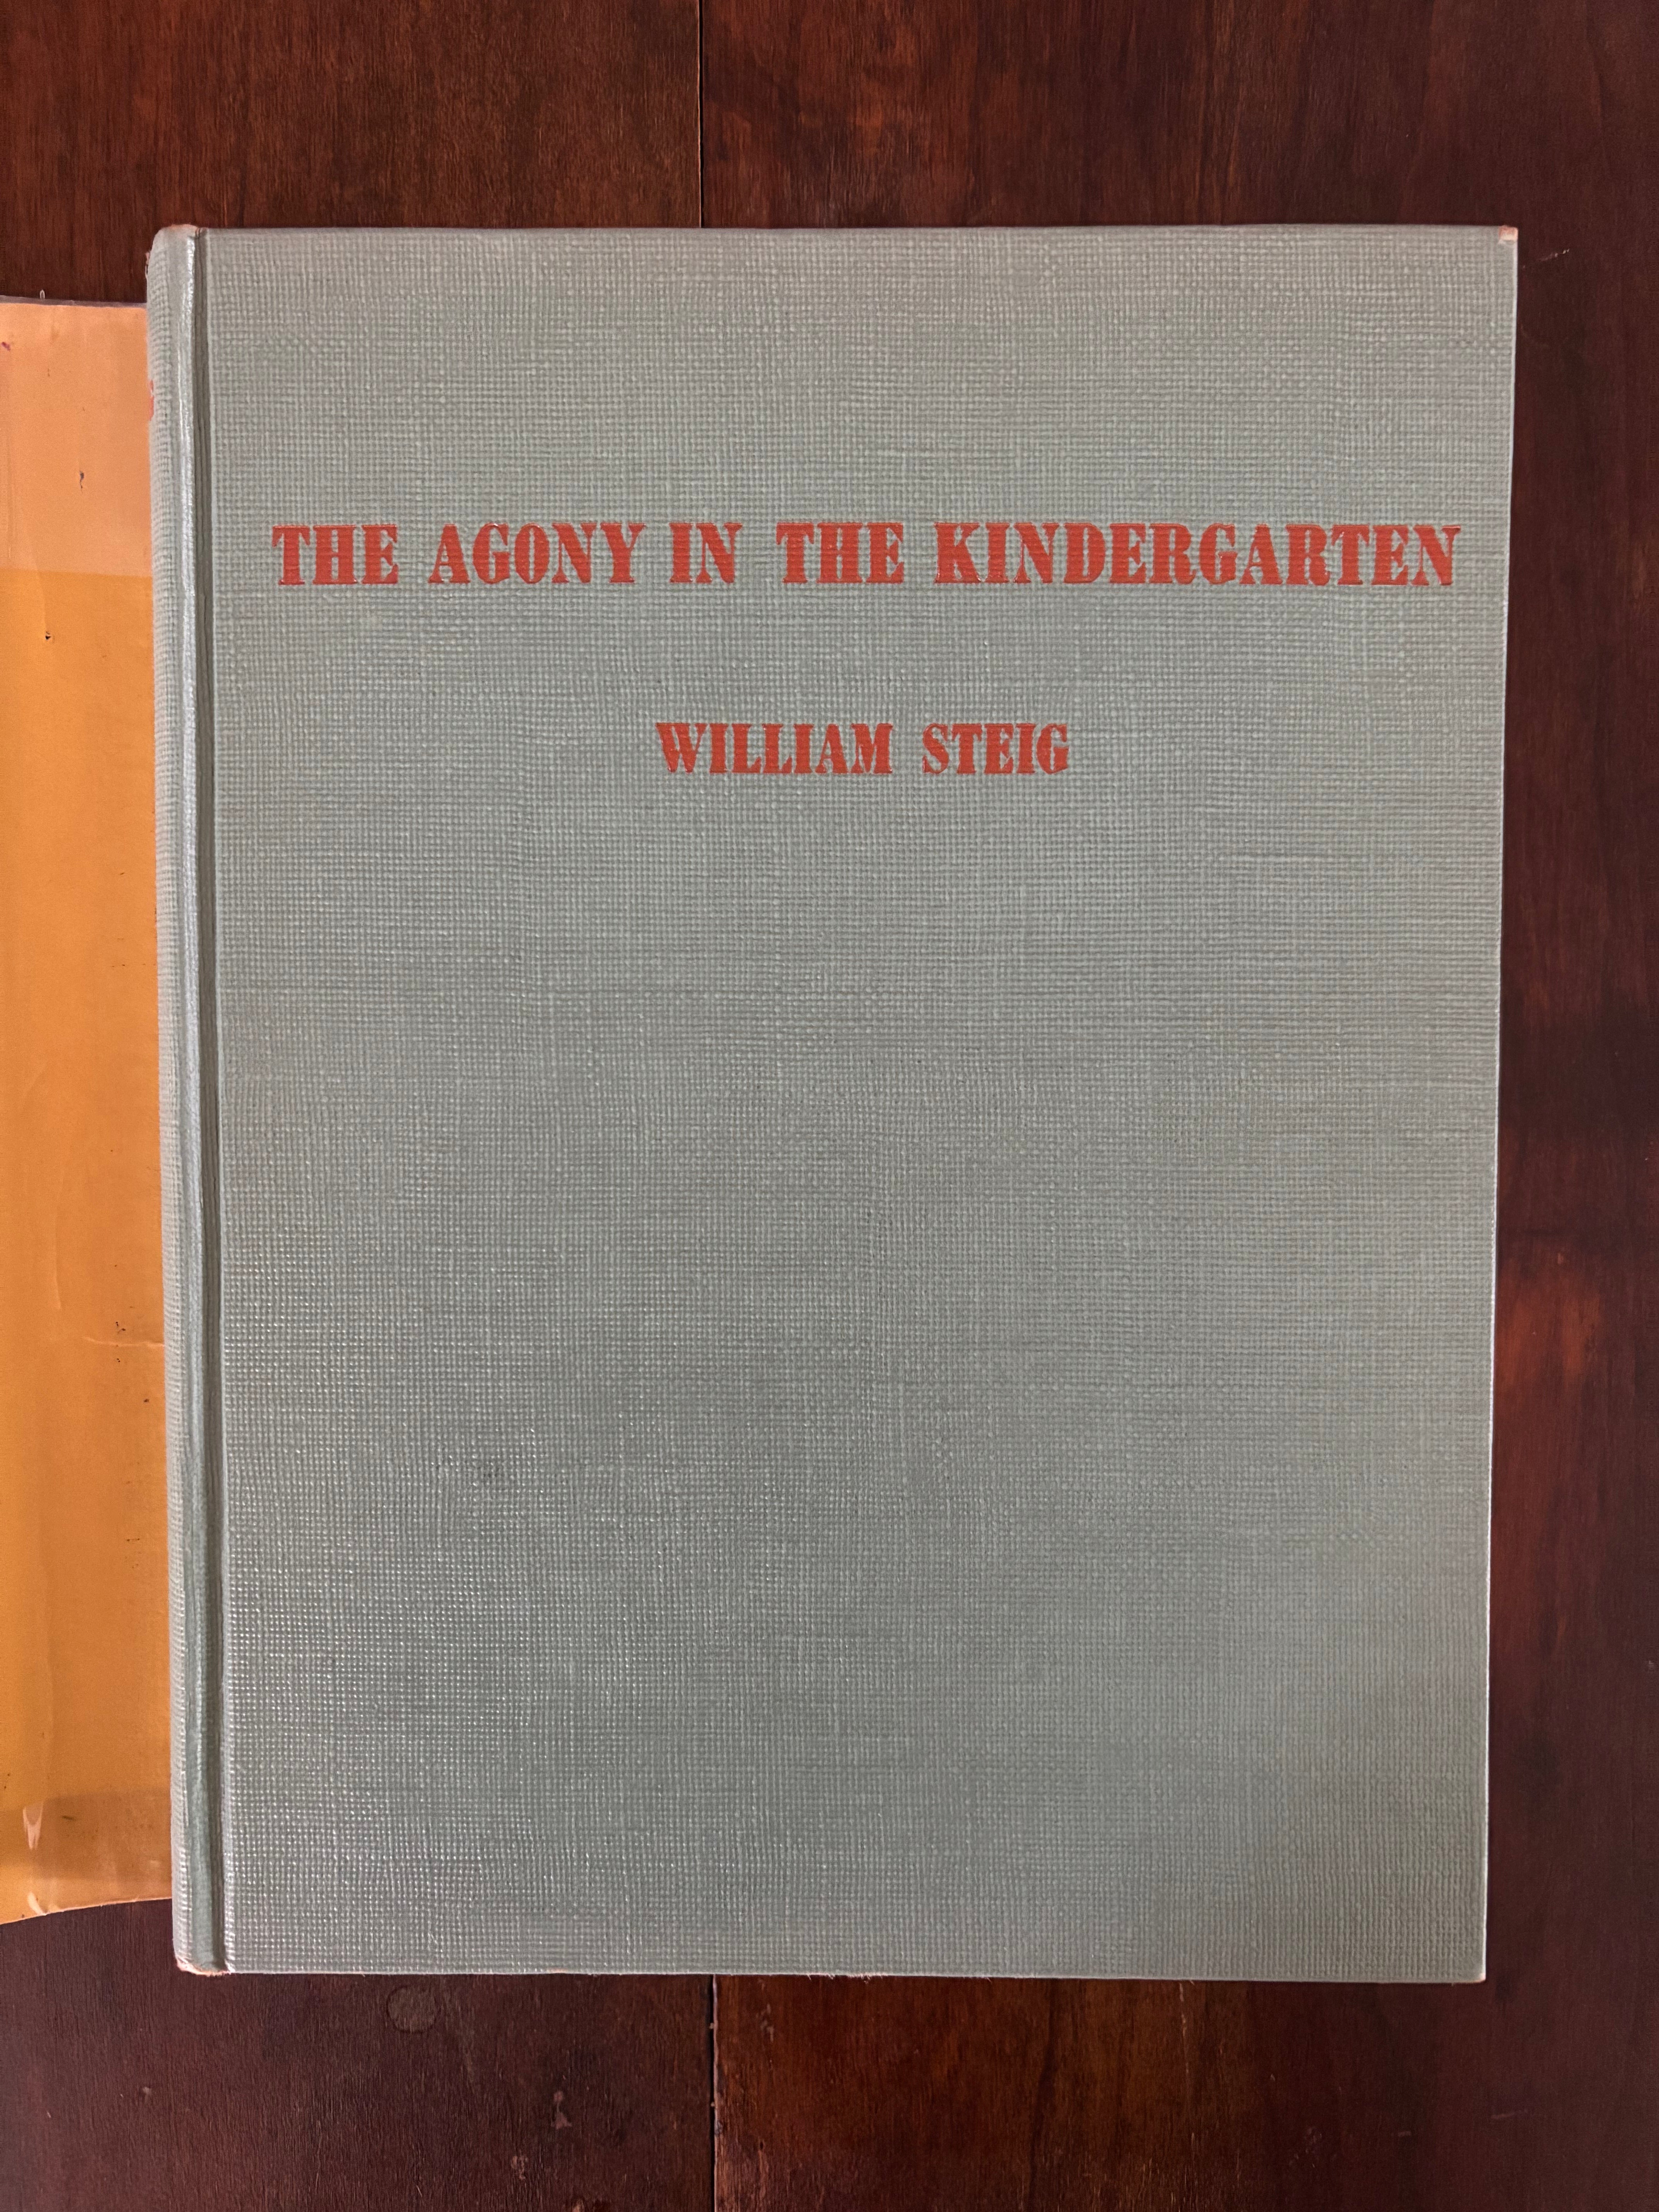 THE AGONY IN THE KINDERGARTEN
WILLIAM STEIG